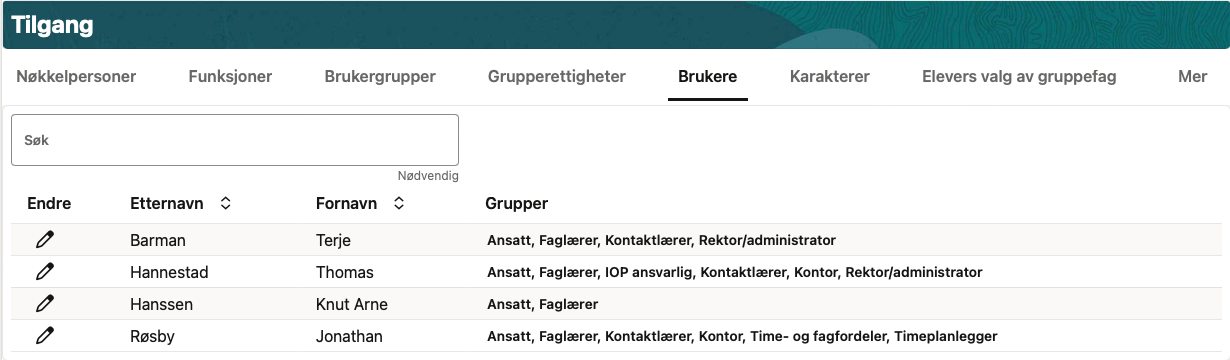 Tilgang
Nøkkelpersoner Funksjoner Brukergrupper Grupperettigheter Brukere Karakterer Elevers valg av gruppefag Mer
Søk
Nødvendig
Endre Etternavn Fornavn Grupper
Barman Terje Ansatt, Faglærer, Kontaktlærer, Rektor/administrator
Hannestad Thomas Ansatt, Faglærer, IOP ansvarlig, Kontaktlærer, Kontor, Rektor/administrator
Hanssen Knut Arne Ansatt, Faglærer
Røsby Jonathan Ansatt, Faglærer, Kontaktlærer, Kontor, Time- og fagfordeler, Timeplanlegger